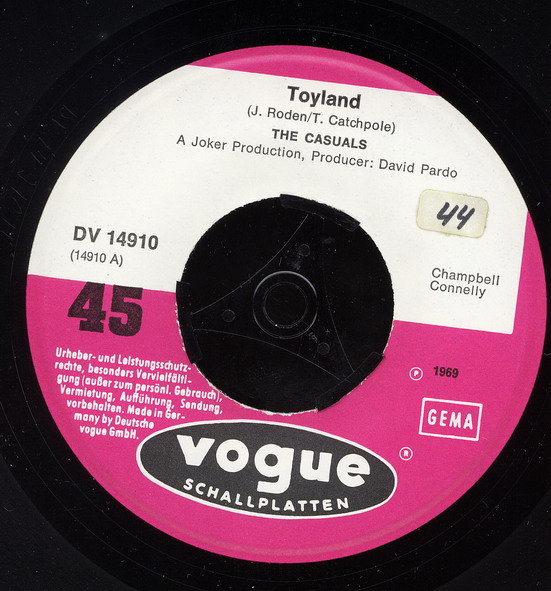 Toyland
(J. Roden/T. Catchpole)
THE CASUALS
A Joker Production, Producer: David Pardo
44
DV 14910
(14910 A)
Champbell
Connelly
45
Urheber- und Leistungsschutz-
rechte, besonders Vervielfälti-
gung (außer zum persönl. Gebrauch),
Vermietung, Aufführung, Sendung,
vorbehalten. Made in Ger-
many by Deutsche
vogue GmbH.
℗ 1969
GEMA
®
vogue
SCHALLPLATTEN